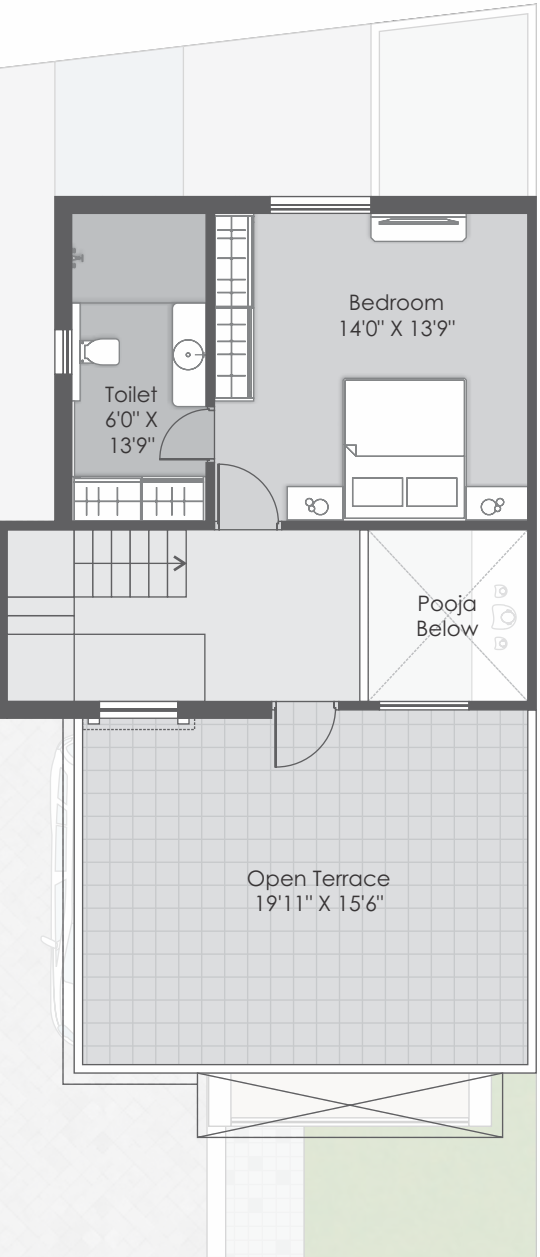 Bedroom
14'0" X 13'9"
Toilet
6'0" X
13'9"
Pooja
Below
Open Terrace
19'11" X 15'6"